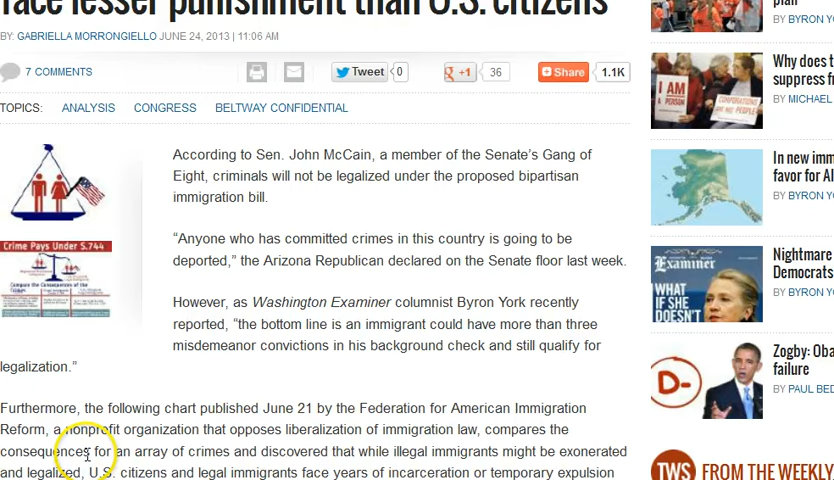 face lesser punishment than U.S. citizens
BY: GABRIELLA MORRONGIELLO JUNE 24, 2013 | 11:06 AM
7 COMMENTS
Tweet 0
g +1 36
Share 1.1K
TOPICS: ANALYSIS CONGRESS BELTWAY CONFIDENTIAL
Crime Pays Under S.744
According to Sen. John McCain, a member of the Senate's Gang of
Eight, criminals will not be legalized under the proposed bipartisan
immigration bill.
“Anyone who has committed crimes in this country is going to be
deported,” the Arizona Republican declared on the Senate floor last week.
However, as Washington Examiner columnist Byron York recently
reported, “the bottom line is an immigrant could have more than three
misdemeanor convictions in his background check and still qualify for
legalization.”
Furthermore, the following chart published June 21 by the Federation for American Immigration
Reform, a nonprofit organization that opposes liberalization of immigration law, compares the
consequences for an array of crimes and discovered that while illegal immigrants might be exonerated
and legalized, U.S. citizens and legal immigrants face years of incarceration or temporary expulsion
plan
BY BYRON YO
I AM
A PERSON
CORPORATIONS
Why does t
suppress fr
BY MICHAEL
In new imm
favor for Al
BY BYRON YO
Examiner
WHAT
IF SHE
DOESN'T
Nightmare
Democrats
BY BYRON YO
D-
Zogby: Oba
failure
BY PAUL BED
TWS FROM THE WEEKLY